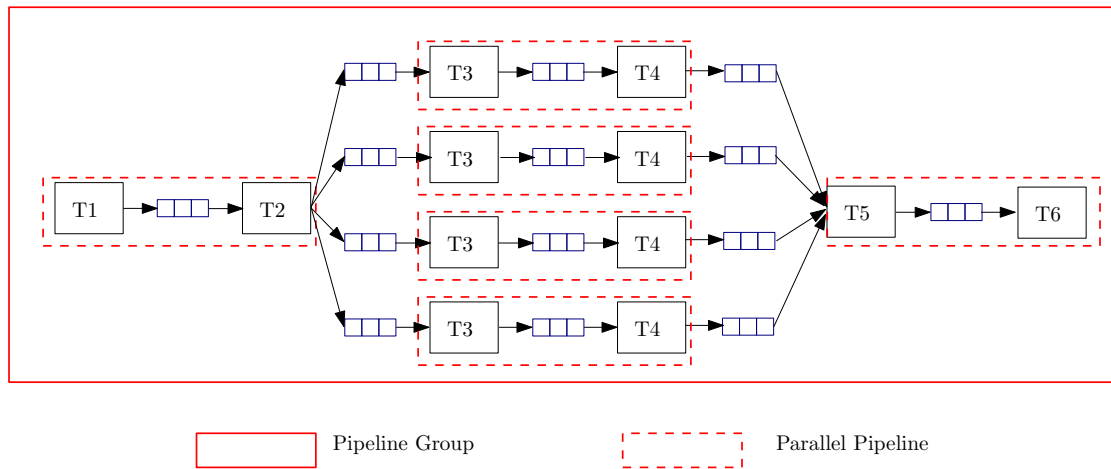 T3 T4
T3 T4
T1 T2 T5 T6
T3 T4
T3 T4
Pipeline Group Parallel Pipeline